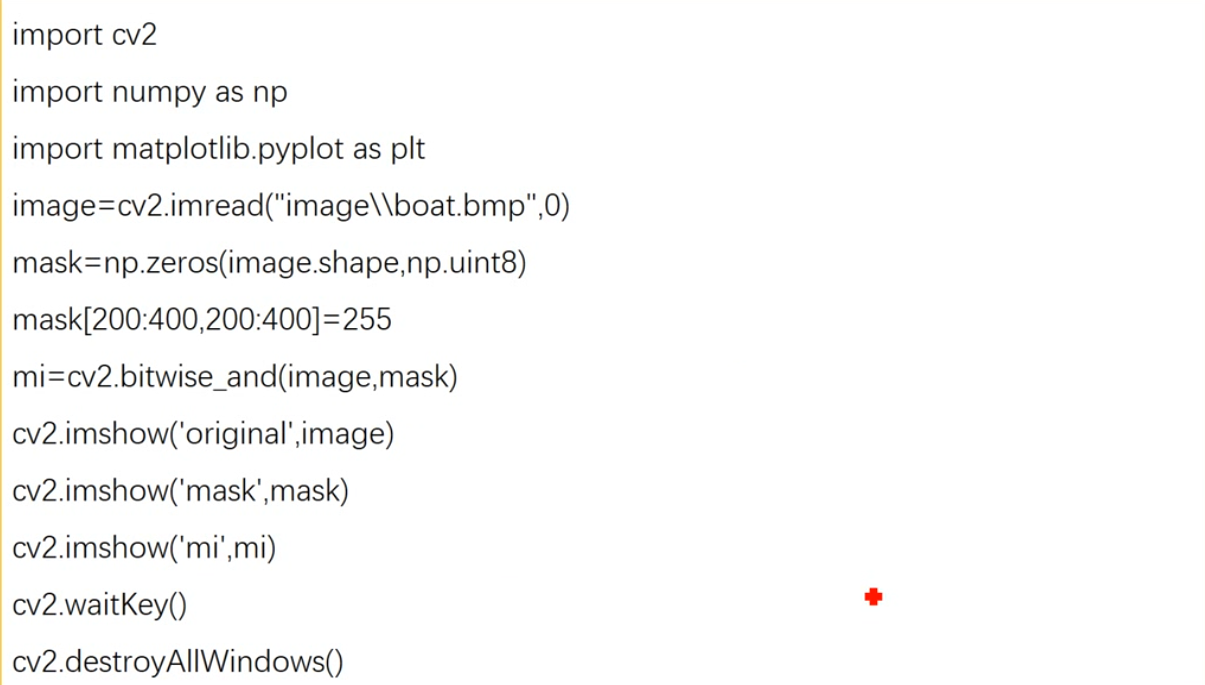 import cv2
import numpy as np
import matplotlib.pyplot as plt
image=cv2.imread("image\\boat.bmp",0)
mask=np.zeros(image.shape,np.uint8)
mask[200:400,200:400]=255
mi=cv2.bitwise_and(image,mask)
cv2.imshow('original',image)
cv2.imshow('mask',mask)
cv2.imshow('mi',mi)
cv2.waitKey()
cv2.destroyAllWindows()